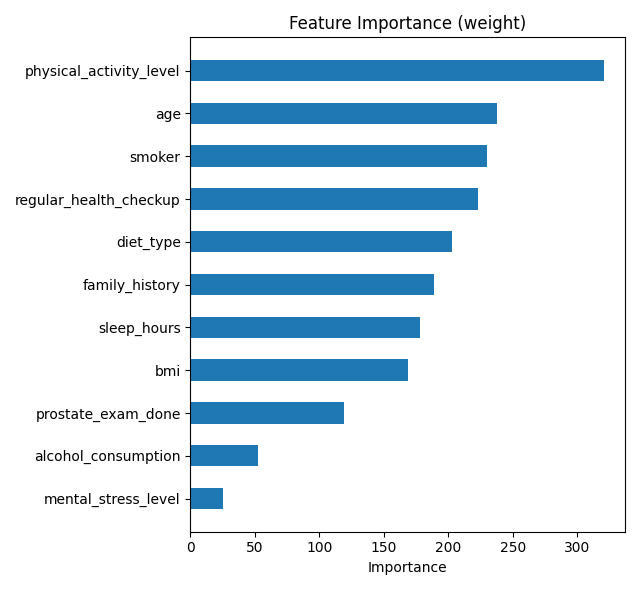 Feature Importance (weight)
physical_activity_level
age
smoker
regular_health_checkup
diet_type
family_history
sleep_hours
bmi
prostate_exam_done
alcohol_consumption
mental_stress_level
0 50 100 150 200 250 300
Importance